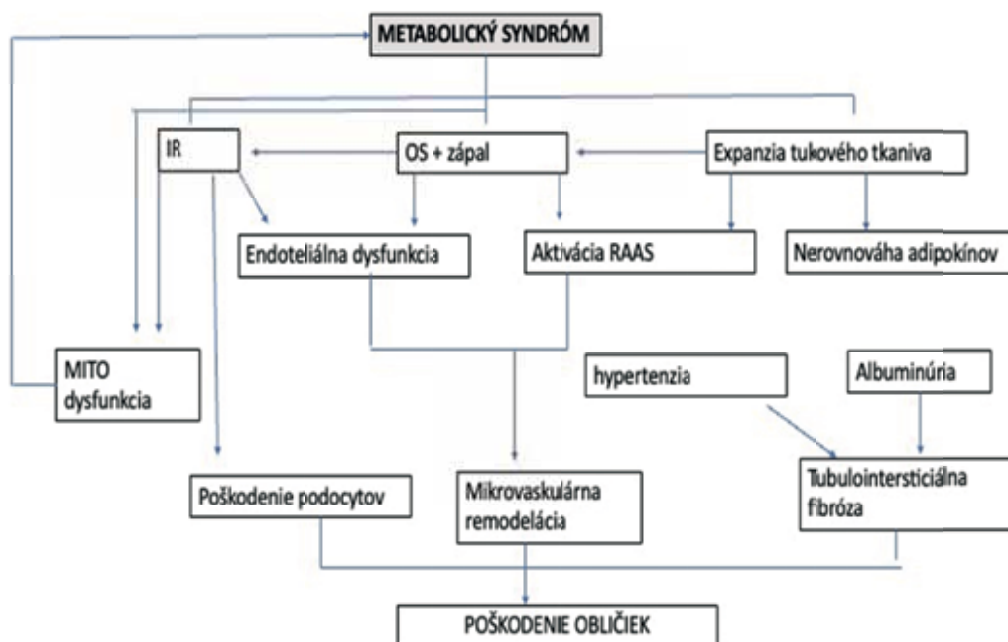 METABOLICKÝ SYNDRÓM
IR
OS + zápal
Expanzia tukového tkaniva
Endoteliálna dysfunkcia
Aktivácia RAAS
Nerovnováha adipokínov
MITO
dysfunkcia
hypertenzia
Albuminúria
Poškodenie podocytov
Mikrovaskulárna
remodelácia
Tubulointersticiálna
fibróza
POŠKODENIE OBLIČIEK